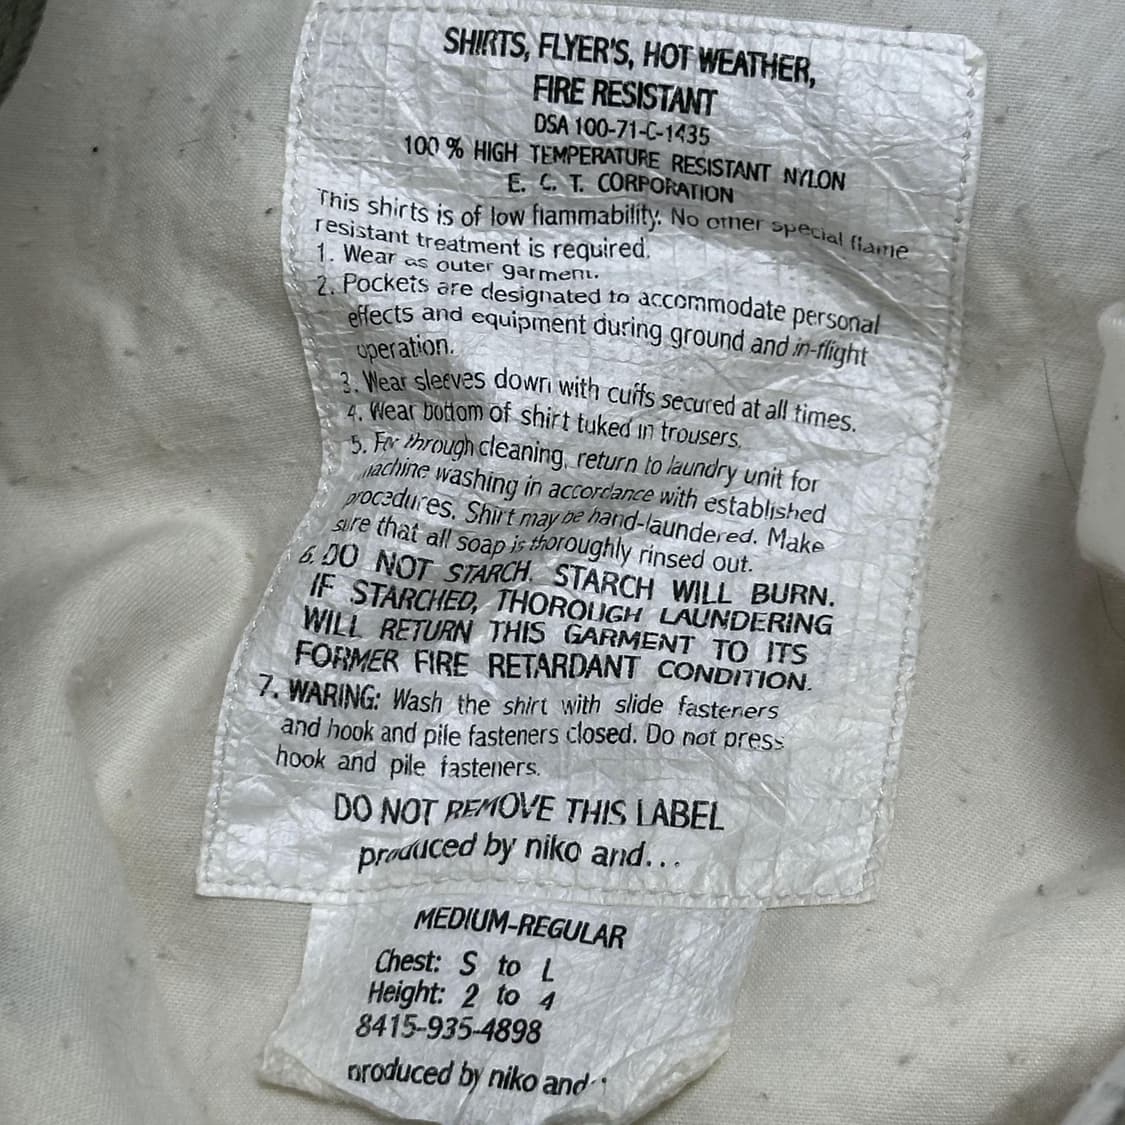 SHIRTS, FLYER'S, HOT WEATHER,
FIRE RESISTANT
DSA 100-71-C-1435
100 % HIGH TEMPERATURE RESISTANT NYLON
E. C. T. CORPORATION
This shirts is of low flammability. No other special flame
resistant treatment is required.
1. Wear as outer garment.
2. Pockets are designated to accommodate personal
effects and equipment during ground and in-flight
operation.
3. Wear sleeves down with cuffs secured at all times.
4. Wear bottom of shirt tuked in trousers.
5. For through cleaning, return to laundry unit for
machine washing in accordance with established
procedures. Shirt may be hand-laundered. Make
sure that all soap is thoroughly rinsed out.
6. DO NOT STARCH. STARCH WILL BURN.
IF STARCHED, THOROUGH LAUNDERING
WILL RETURN THIS GARMENT TO ITS
FORMER FIRE RETARDANT CONDITION.
7. WARING: Wash the shirt with slide fasteners
and hook and pile fasteners closed. Do not press
hook and pile fasteners.
DO NOT REMOVE THIS LABEL
produced by niko and...
MEDIUM-REGULAR
Chest: S to L
Height: 2 to 4
8415-935-4898
produced by niko and..